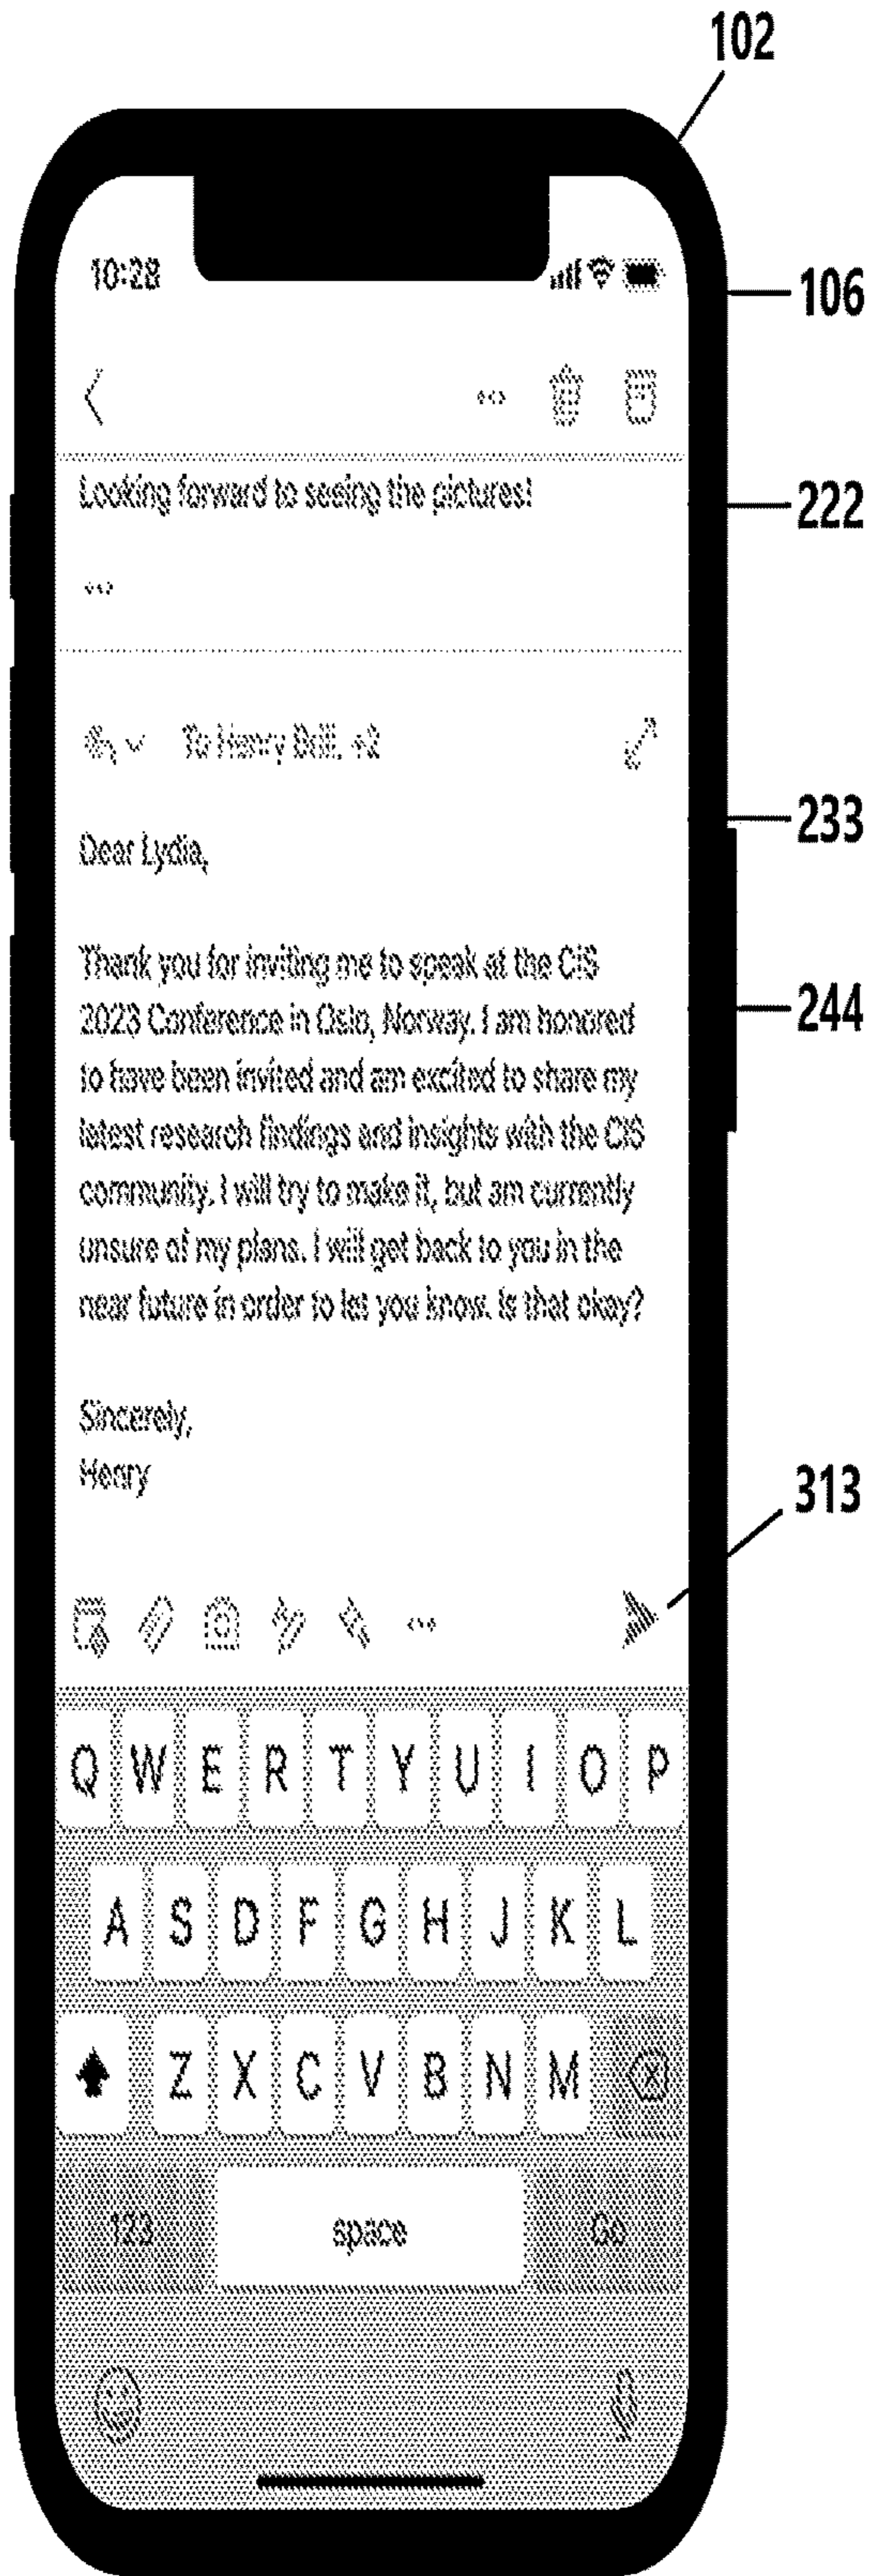 102
10:28
106
Looking forward to seeing the pictures!
222
To Henry Brill, +2
233
Dear Lydia,
Thank you for inviting me to speak at the CIS
2023 Conference in Oslo, Norway. I am honored
244
to have been invited and am excited to share my
latest research findings and insights with the CIS
community. I will try to make it, but am currently
unsure of my plans. I will get back to you in the
near future in order to let you know. Is that okay?
Sincerely,
Henry
313
Q W E R T Y U I O P
A S D F G H J K L
Z X C V B N M
123 space Go